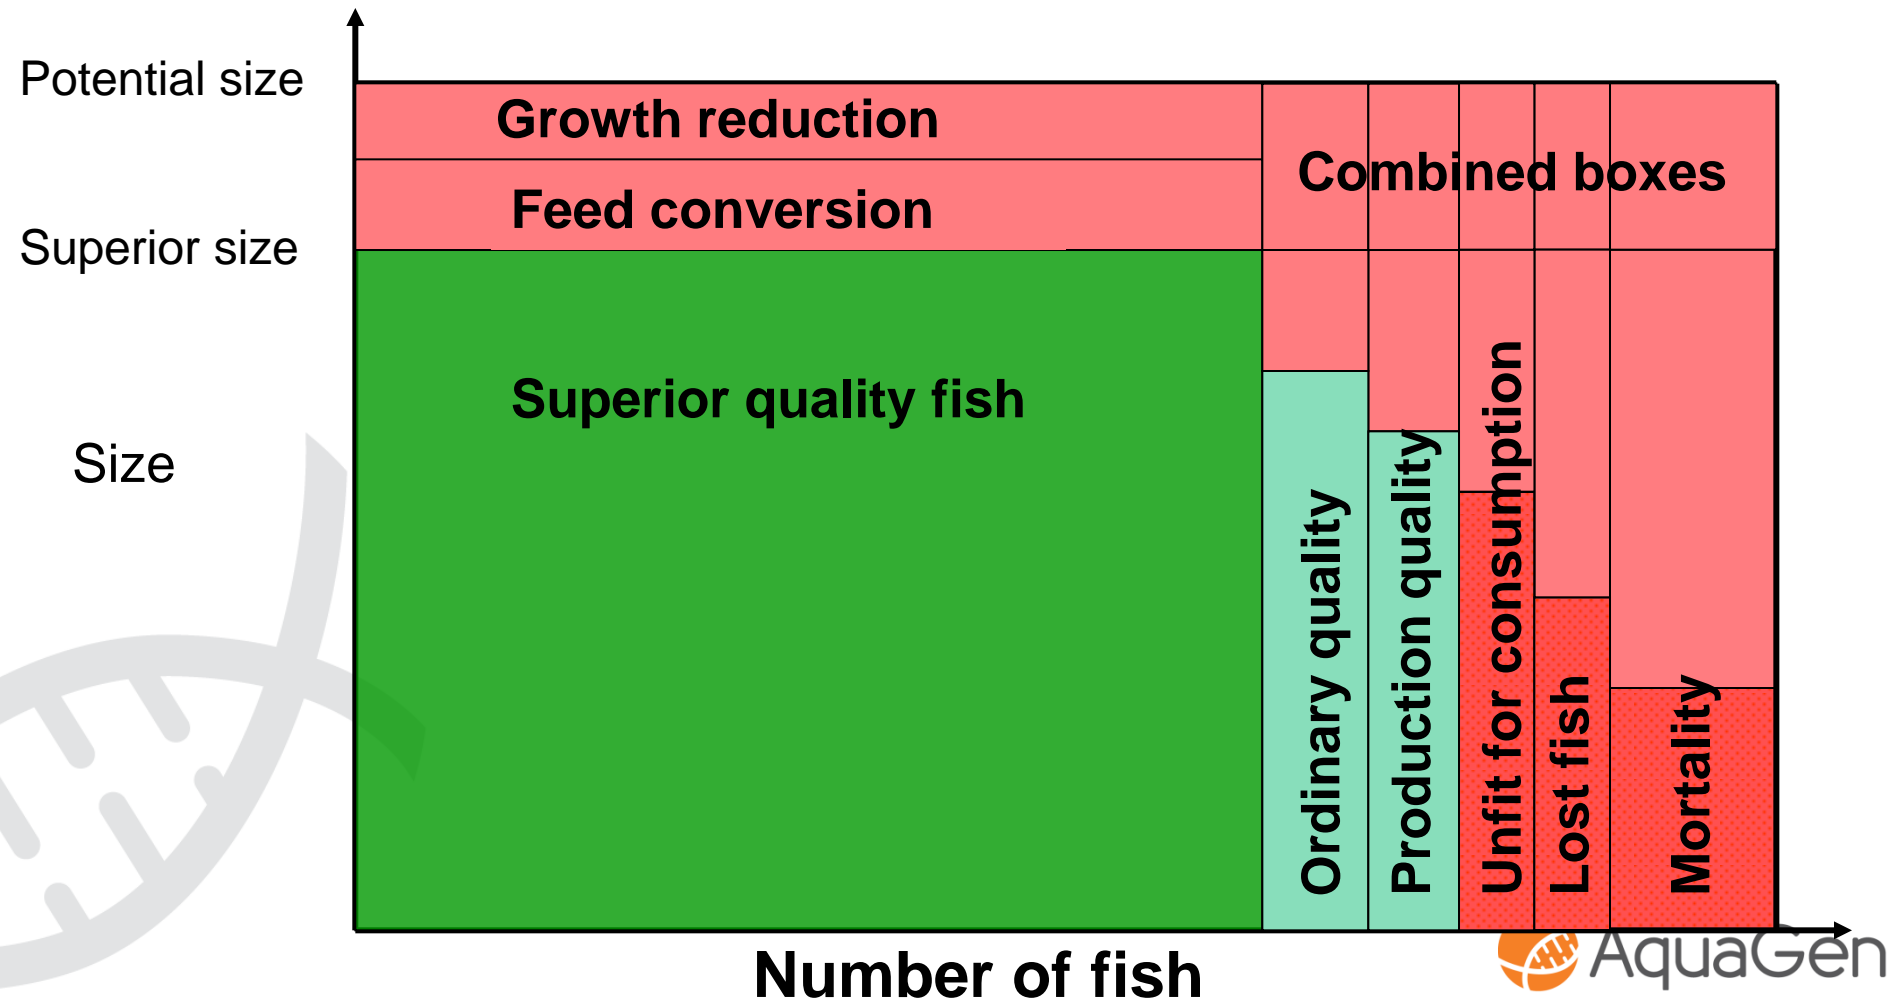 Potential size
Growth reduction
Combined boxes
Feed conversion
Superior size
Superior quality fish
Size
Ordinary quality
Production quality
Unfit for consumption
Lost fish
Mortality
Number of fish
AquaGen